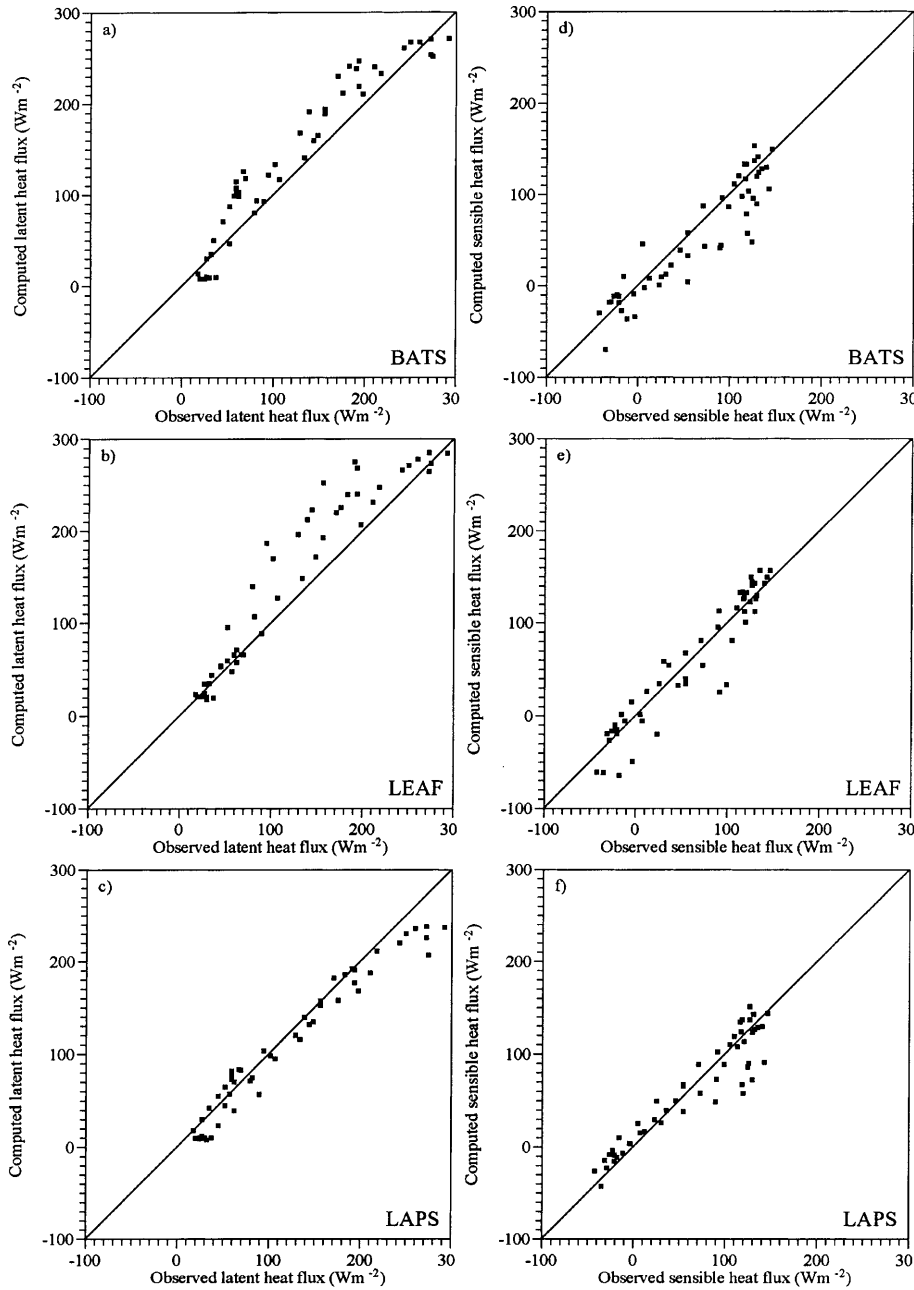 a)
300
200
100
0
-100
Computed latent heat flux (Wm -2)
BATS
-100 0 100 200 30
Observed latent heat flux (Wm -2)
d)
300
200
100
0
-100
Computed sensible heat flux (Wm -2)
BATS
-100 0 100 200 30
Observed sensible heat flux (Wm -2)
b)
300
200
100
0
-100
Computed latent heat flux (Wm -2)
LEAF
-100 0 100 200 30
Observed latent heat flux (Wm -2)
e)
300
200
100
0
-100
Computed sensible heat flux (Wm -2)
LEAF
-100 0 100 200 30
Observed sensible heat flux (Wm -2)
c)
300
200
100
0
-100
Computed latent heat flux (Wm -2)
LAPS
-100 0 100 200 30
Observed latent heat flux (Wm -2)
f)
300
200
100
0
-100
Computed sensible heat flux (Wm -2)
LAPS
-100 0 100 200 30
Observed sensible heat flux (Wm -2)